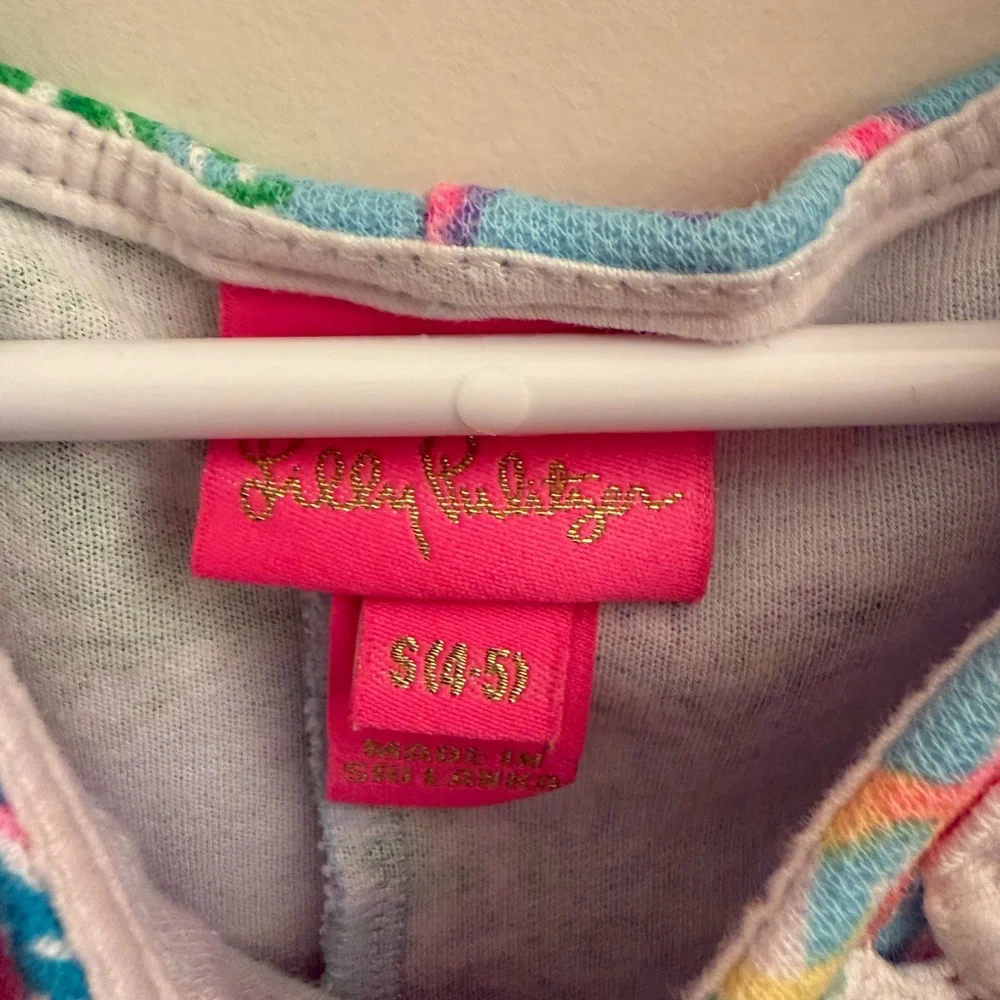 Lilly Pulitzer
S (4-5)
MADE IN
SRI LANKA